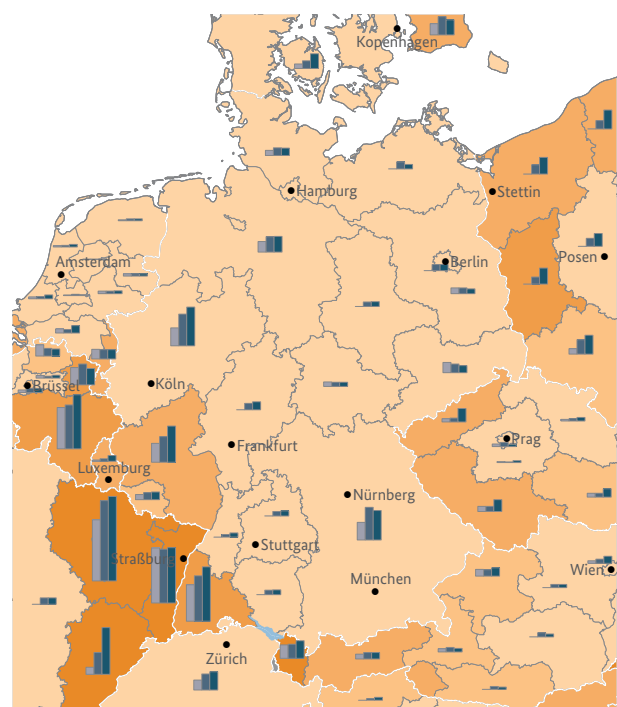 Kopenhagen
Hamburg
Stettin
Amsterdam
Berlin
Posen
Brüssel
Köln
Prag
Frankfurt
Luxemburg
Nürnberg
Straßburg
Stuttgart
Wien
München
Zürich